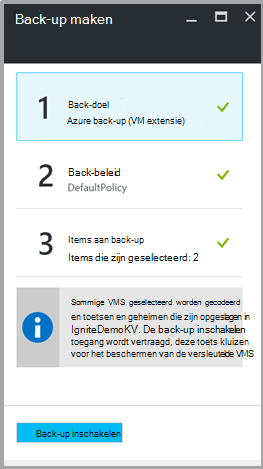 Back-up maken
1
Back-doel
Azure back-up (VM extensie)
2
Back-beleid
DefaultPolicy
3
Items aan back-up
Items die zijn geselecteerd: 2
Sommige VMS geselecteerd worden gecodeerd
en toetsen en geheimen die zijn opgeslagen in
IgniteDemoKV. De back-up inschakelen
toegang wordt vertraagd, deze toets kluizen
voor het beschermen van de versleutelde VMS
Back-up inschakelen